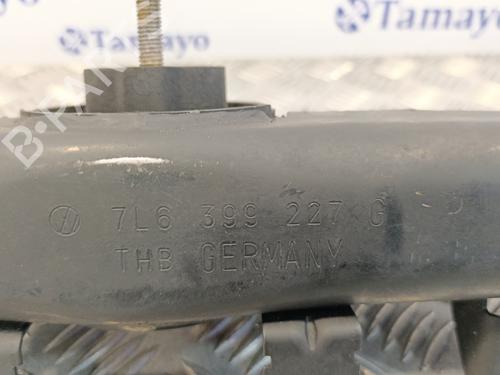 Tamayo
Tamayo
B-PARTS
7L6 399 227 G
THB GERMANY